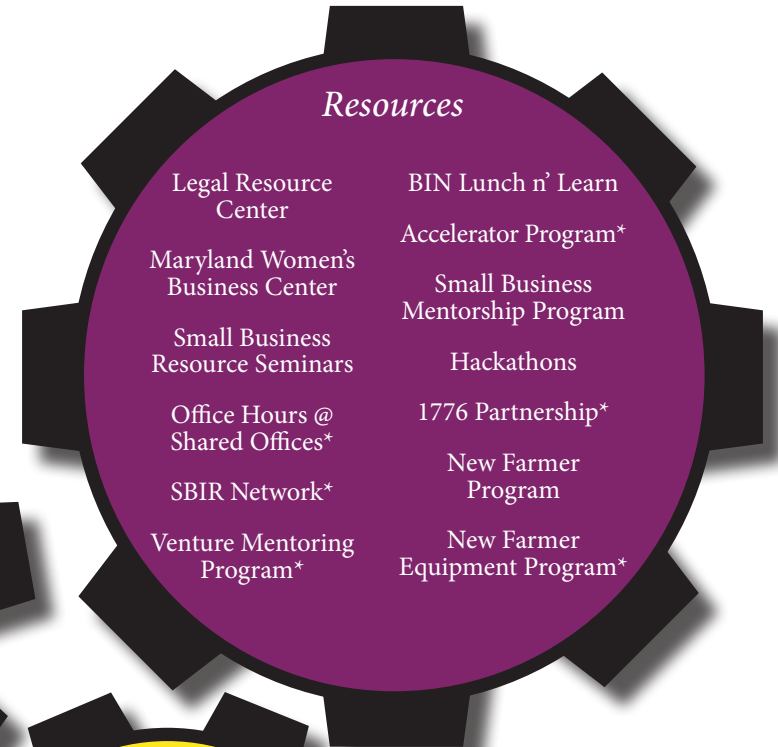 Resources
Legal Resource
Center
Maryland Women's
Business Center
Small Business
Resource Seminars
Office Hours @
Shared Offices*
SBIR Network*
Venture Mentoring
Program*
BIN Lunch n' Learn
Accelerator Program*
Small Business
Mentorship Program
Hackathons
1776 Partnership*
New Farmer
Program
New Farmer
Equipment Program*